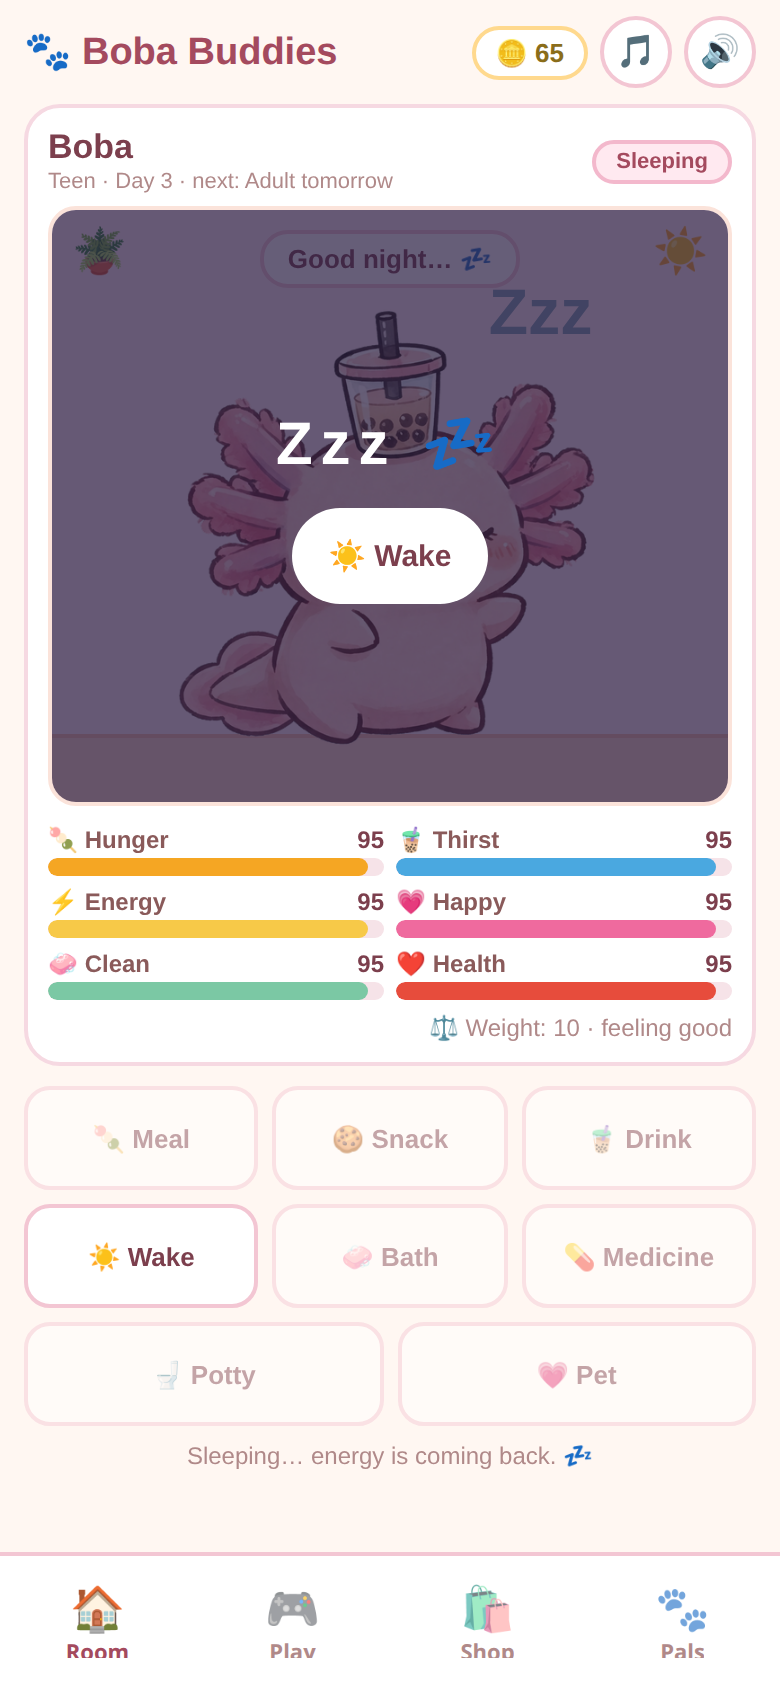 🐾 Boba Buddies
🪙 65
🎵
🔊
Boba
Teen · Day 3 · next: Adult tomorrow
Sleeping
Good night… 💤
Zzz
Zzz 💤
☀️ Wake
🍡 Hunger 95
🧋 Thirst 95
⚡ Energy 95
💗 Happy 95
🧼 Clean 95
❤️ Health 95
⚖️ Weight: 10 · feeling good
🍡 Meal
🍪 Snack
🧋 Drink
☀️ Wake
🧼 Bath
💊 Medicine
🚽 Potty
💗 Pet
Sleeping… energy is coming back. 💤
Room
Play
Shop
Pals